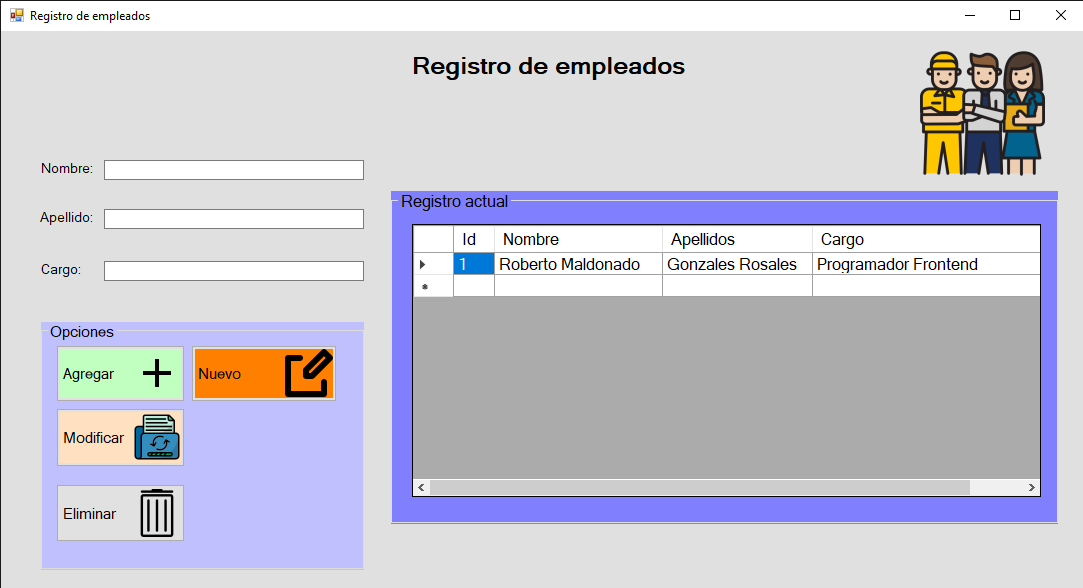 Registro de empleados
Registro de empleados
Nombre:
Apellido:
Cargo:
Opciones
Agregar
Nuevo
Modificar
Eliminar
Registro actual
Id Nombre Apellidos Cargo
1 Roberto Maldonado Gonzales Rosales Programador Frontend